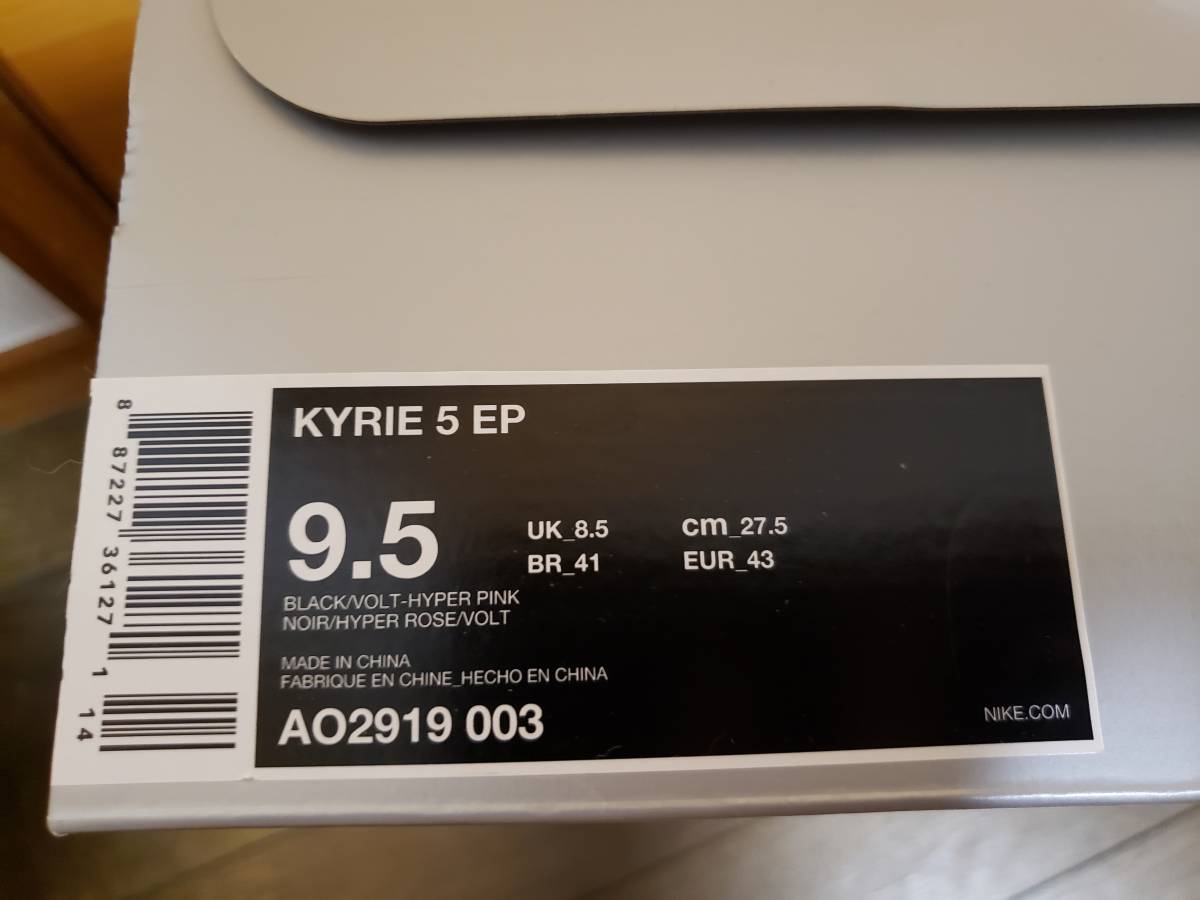 KYRIE 5 EP
9.5
UK_8.5
cm_27.5
BR_41
EUR_43
BLACK/VOLT-HYPER PINK
NOIR/HYPER ROSE/VOLT
MADE IN CHINA
FABRIQUE EN CHINE_HECHO EN CHINA
AO2919 003
NIKE.COM
8 87227 36127 1
14